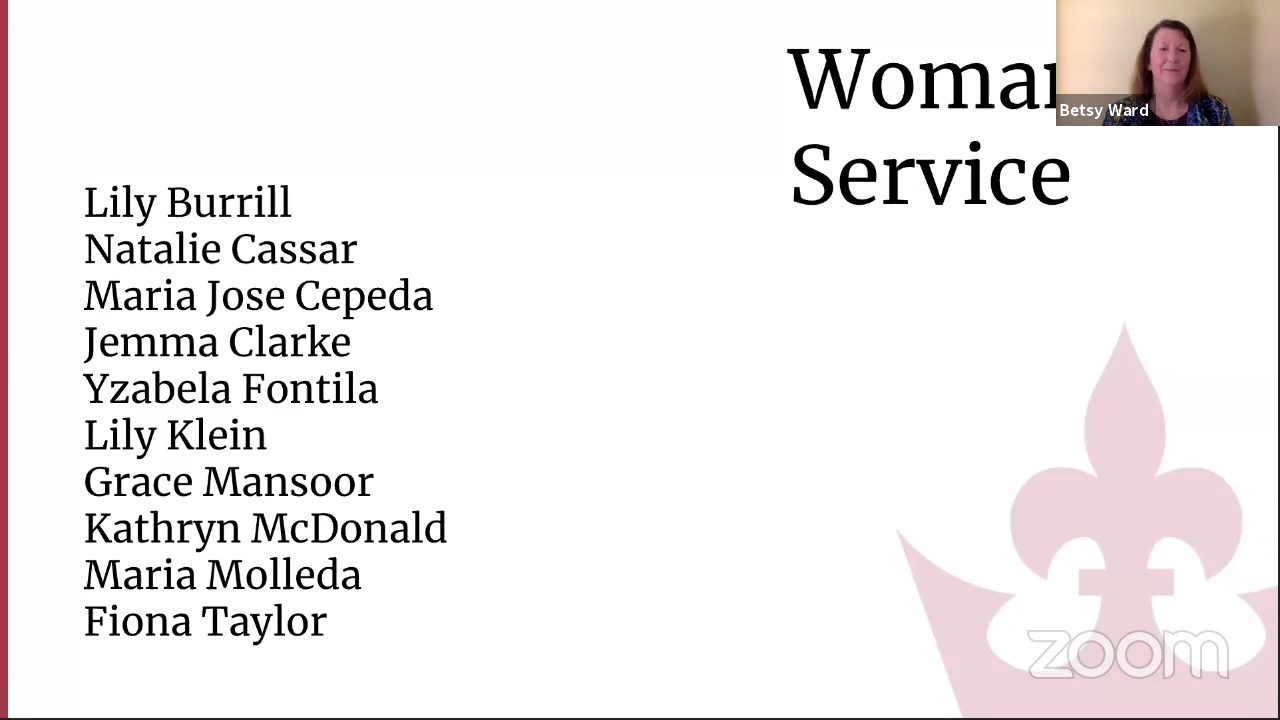 Service
Betsy Ward
Lily Burrill
Natalie Cassar
Maria Jose Cepeda
Jemma Clarke
Yzabela Fontila
Lily Klein
Grace Mansoor
Kathryn McDonald
Maria Molleda
Fiona Taylor
zoom